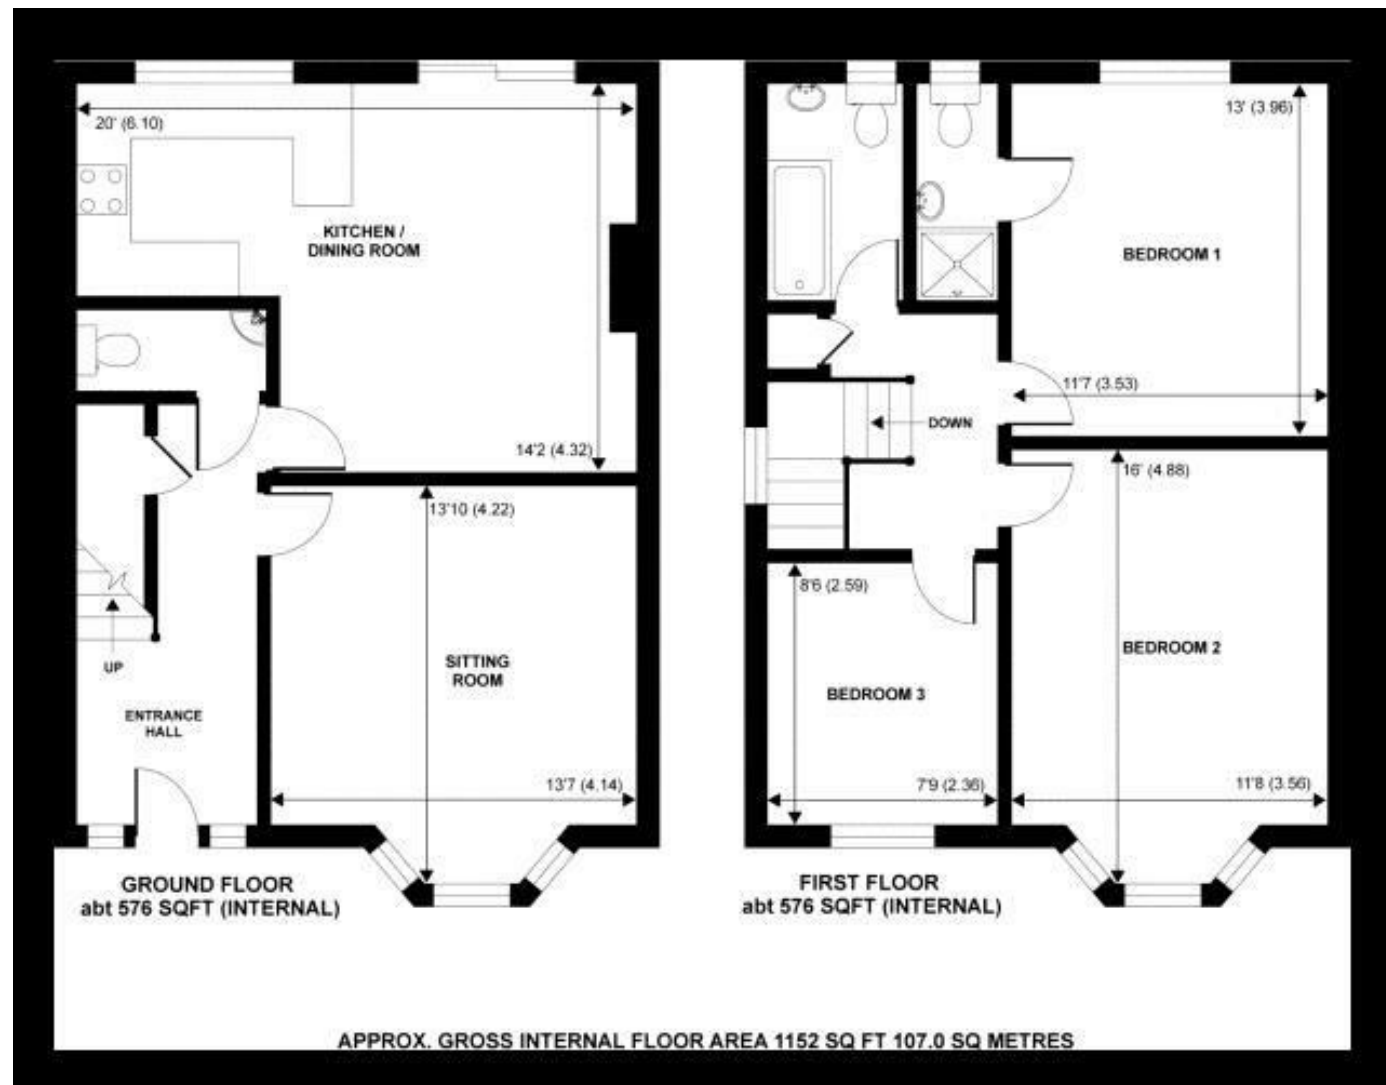 20' (6.10)
KITCHEN /
DINING ROOM
14'2 (4.32)
13'10 (4.22)
UP
SITTING
ROOM
ENTRANCE
HALL
13'7 (4.14)
GROUND FLOOR
abt 576 SQFT (INTERNAL)
13' (3.96)
BEDROOM 1
11'7 (3.53)
DOWN
16' (4.88)
8'6 (2.59)
BEDROOM 2
BEDROOM 3
7'9 (2.36)
11'8 (3.56)
FIRST FLOOR
abt 576 SQFT (INTERNAL)
APPROX. GROSS INTERNAL FLOOR AREA 1152 SQ FT 107.0 SQ METRES